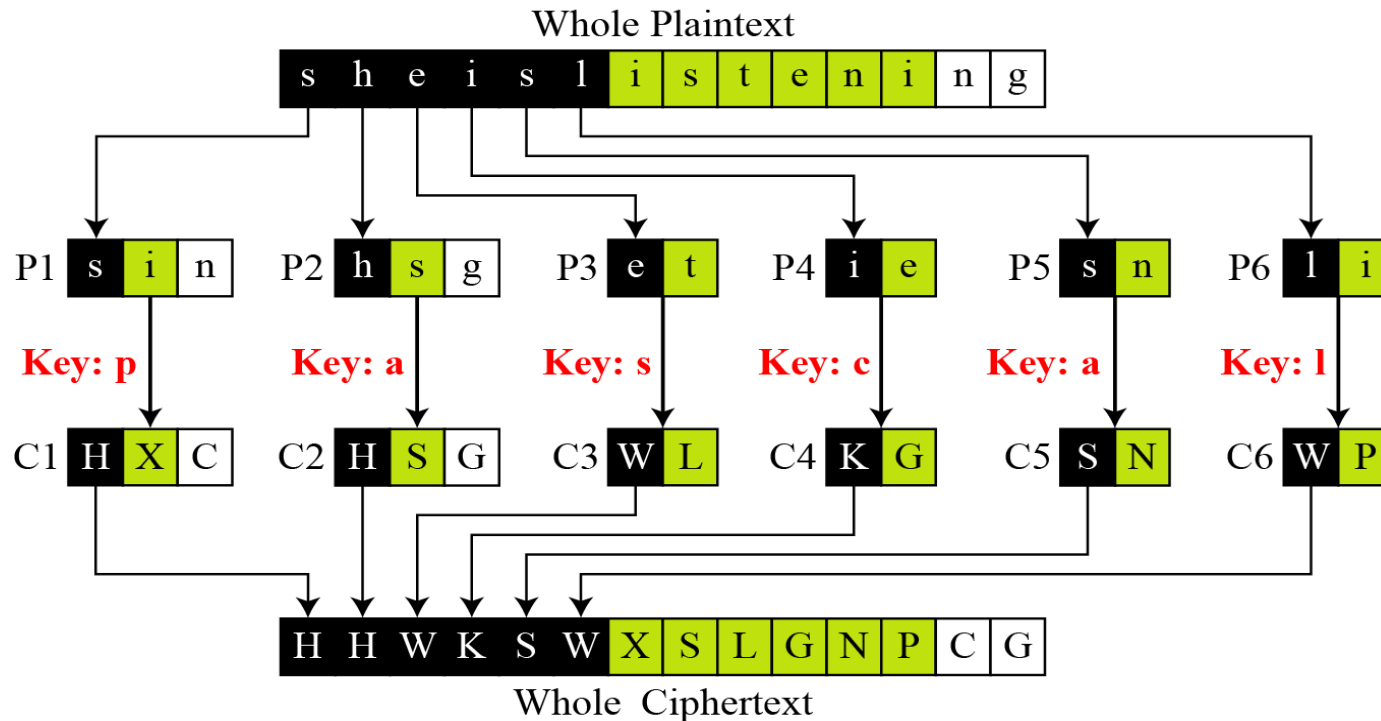 Whole Plaintext
s h e i s l i s t e n i n g
P1 s i n P2 h s g P3 e t P4 i e P5 s n P6 l i
Key: p Key: a Key: s Key: c Key: a Key: l
C1 H X C C2 H S G C3 W L C4 K G C5 S N C6 W P
H H W K S W X S L G N P C G
Whole Ciphertext